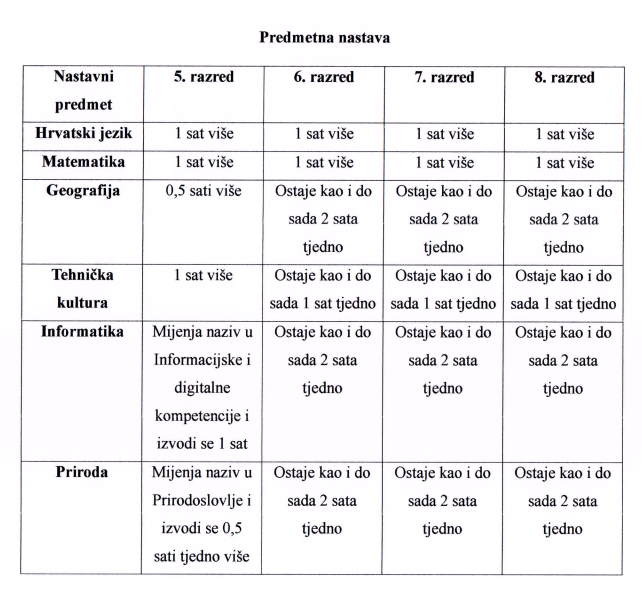 Predmetna nastava
Nastavni predmet 5. razred 6. razred 7. razred 8. razred
Hrvatski jezik 1 sat više 1 sat više 1 sat više 1 sat više
Matematika 1 sat više 1 sat više 1 sat više 1 sat više
Geografija 0,5 sati više Ostaje kao i do sada 2 sata tjedno Ostaje kao i do sada 2 sata tjedno Ostaje kao i do sada 2 sata tjedno
Tehnička kultura 1 sat više Ostaje kao i do sada 1 sat tjedno Ostaje kao i do sada 1 sat tjedno Ostaje kao i do sada 1 sat tjedno
Informatika Mijenja naziv u Informacijske i digitalne kompetencije i izvodi se 1 sat Ostaje kao i do sada 2 sata tjedno Ostaje kao i do sada 2 sata tjedno Ostaje kao i do sada 2 sata tjedno
Priroda Mijenja naziv u Prirodoslovlje i izvodi se 0,5 sati tjedno više Ostaje kao i do sada 2 sata tjedno Ostaje kao i do sada 2 sata tjedno Ostaje kao i do sada 2 sata tjedno